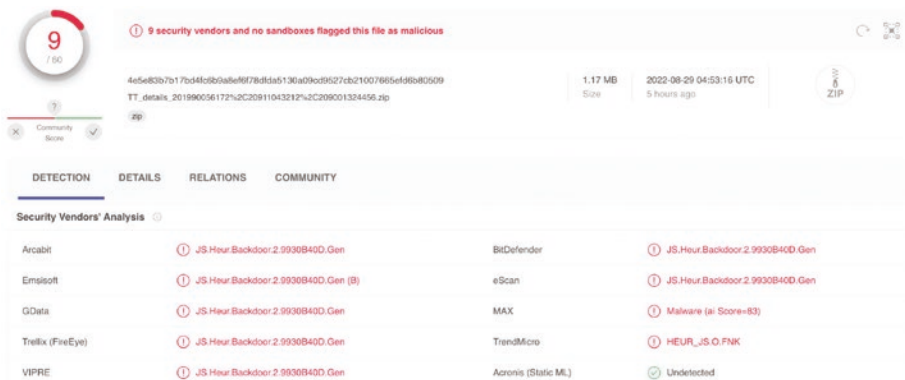 9
/ 60
9 security vendors and no sandboxes flagged this file as malicious
?
Community
Score
4e5e83b7b17bd4fc6b9a8ef6f78dfda5130a09cd9527cb21007665efd6b80509
TT_details_201990056172%2C20911043212%2C209001324456.zip
zip
1.17 MB
Size
2022-08-29 04:53:16 UTC
5 hours ago
ZIP
DETECTION DETAILS RELATIONS COMMUNITY
Security Vendors' Analysis
Arcabit JS.Heur.Backdoor.2.9930B40D.Gen BitDefender JS.Heur.Backdoor.2.9930B40D.Gen
Emsisoft JS.Heur.Backdoor.2.9930B40D.Gen (B) eScan JS.Heur.Backdoor.2.9930B40D.Gen
GData JS.Heur.Backdoor.2.9930B40D.Gen MAX Malware (ai Score=83)
Trellix (FireEye) JS.Heur.Backdoor.2.9930B40D.Gen TrendMicro HEUR_JS.O.FNK
VIPRE JS.Heur.Backdoor.2.9930B40D.Gen Acronis (Static ML) Undetected